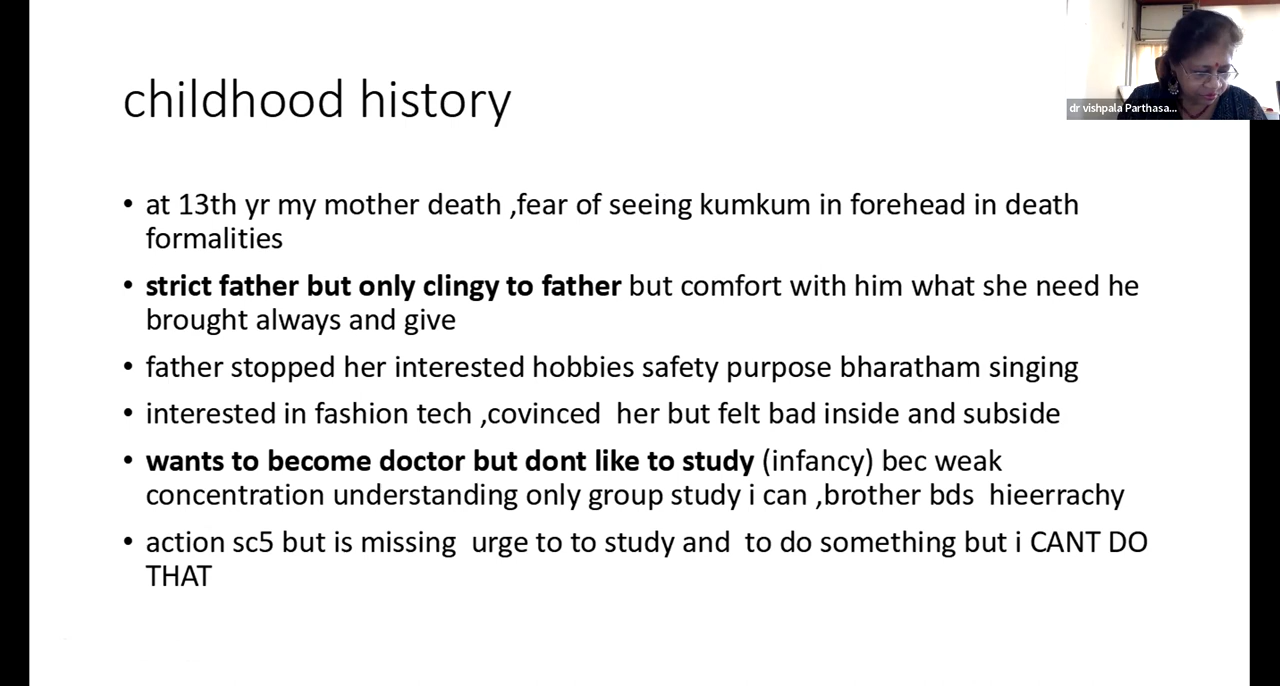 childhood history
dr vishpala Parthasa...
• at 13th yr my mother death ,fear of seeing kumkum in forehead in death
formalities
• strict father but only clingy to father but comfort with him what she need he
brought always and give
• father stopped her interested hobbies safety purpose bharatham singing
• interested in fashion tech ,covinced  her but felt bad inside and subside
• wants to become doctor but dont like to study (infancy) bec weak
concentration understanding only group study i can ,brother bds  hieerrachy
• action sc5 but is missing  urge to to study and  to do something but i CANT DO
THAT